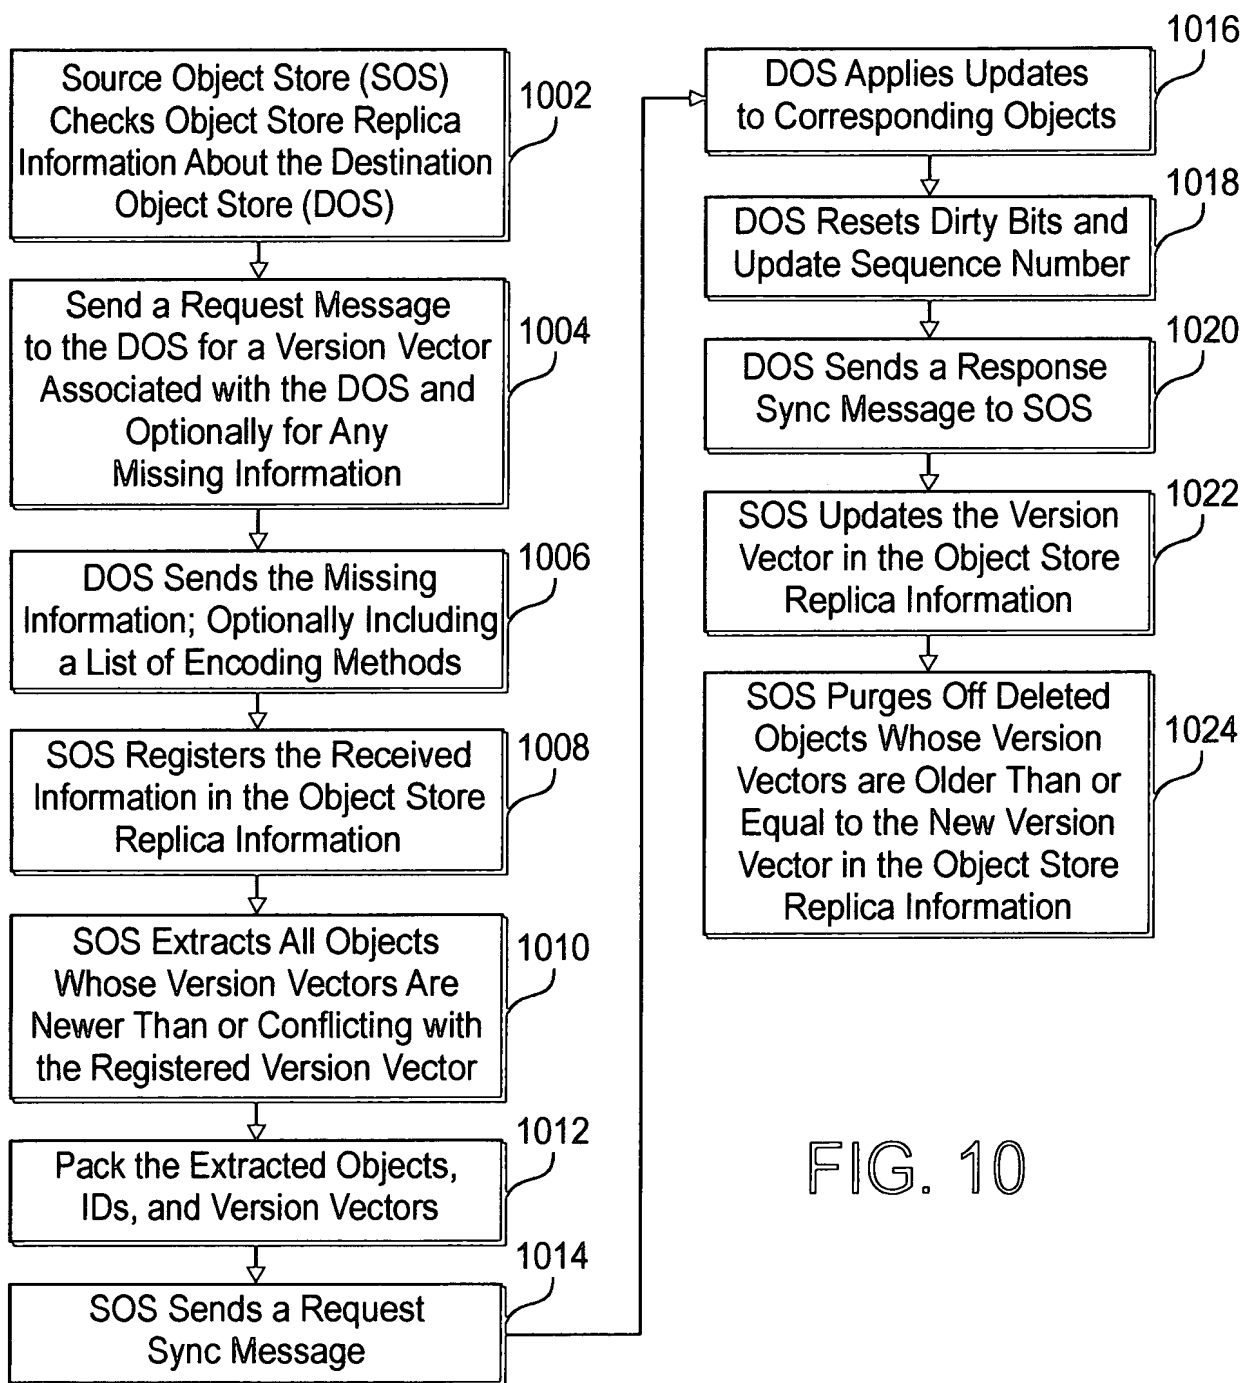 Source Object Store (SOS)
Checks Object Store Replica
Information About the Destination
Object Store (DOS)
1002
Send a Request Message
to the DOS for a Version Vector
Associated with the DOS and
Optionally for Any
Missing Information
1004
DOS Sends the Missing
Information; Optionally Including
a List of Encoding Methods
1006
SOS Registers the Received
Information in the Object Store
Replica Information
1008
SOS Extracts All Objects
Whose Version Vectors Are
Newer Than or Conflicting with
the Registered Version Vector
1010
Pack the Extracted Objects,
IDs, and Version Vectors
1012
SOS Sends a Request
Sync Message
1014
DOS Applies Updates
to Corresponding Objects
1016
DOS Resets Dirty Bits and
Update Sequence Number
1018
DOS Sends a Response
Sync Message to SOS
1020
SOS Updates the Version
Vector in the Object Store
Replica Information
1022
SOS Purges Off Deleted
Objects Whose Version
Vectors are Older Than or
Equal to the New Version
Vector in the Object Store
Replica Information
1024
FIG. 10